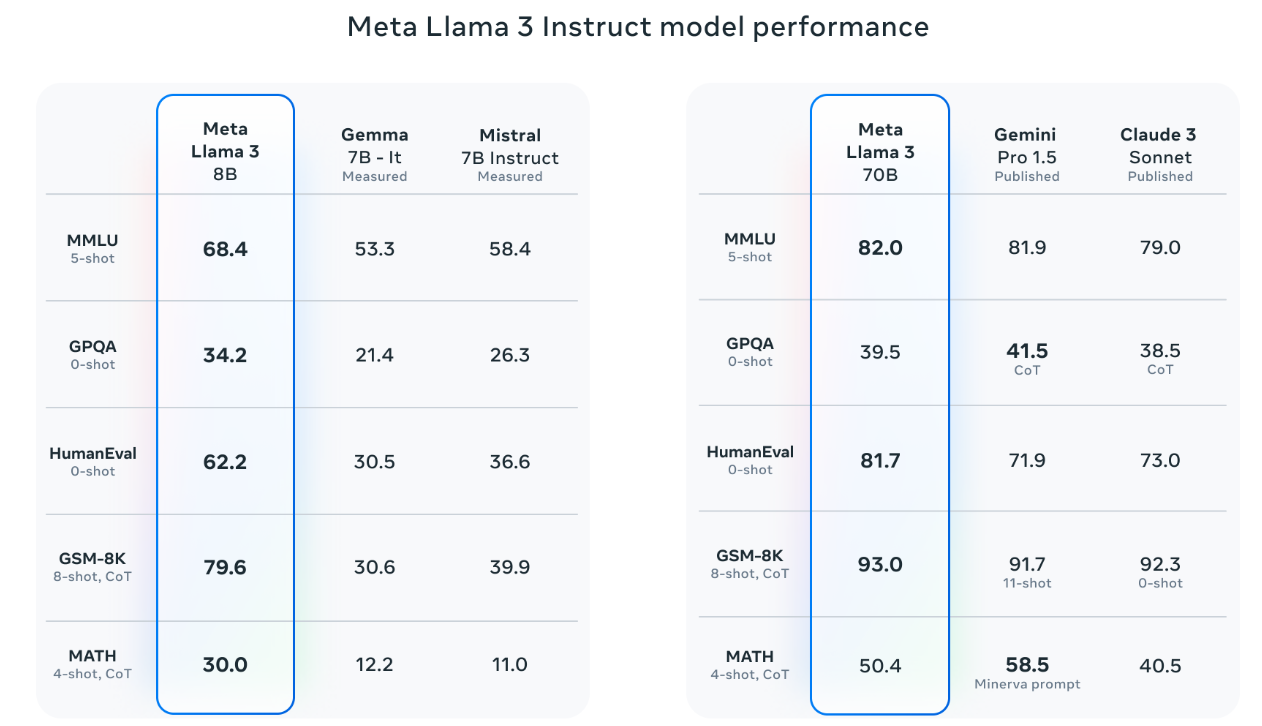 Meta Llama 3 Instruct model performance
Meta
Llama 3
8B
Gemma
7B - It
Measured
Mistral
7B Instruct
Measured
MMLU
5-shot
68.4
53.3
58.4
GPQA
0-shot
34.2
21.4
26.3
HumanEval
0-shot
62.2
30.5
36.6
GSM-8K
8-shot, CoT
79.6
30.6
39.9
MATH
4-shot, CoT
30.0
12.2
11.0
Meta
Llama 3
70B
Gemini
Pro 1.5
Published
Claude 3
Sonnet
Published
MMLU
5-shot
82.0
81.9
79.0
GPQA
0-shot
39.5
41.5
CoT
38.5
CoT
HumanEval
0-shot
81.7
71.9
73.0
GSM-8K
8-shot, CoT
93.0
91.7
11-shot
92.3
0-shot
MATH
4-shot, CoT
50.4
58.5
Minerva prompt
40.5